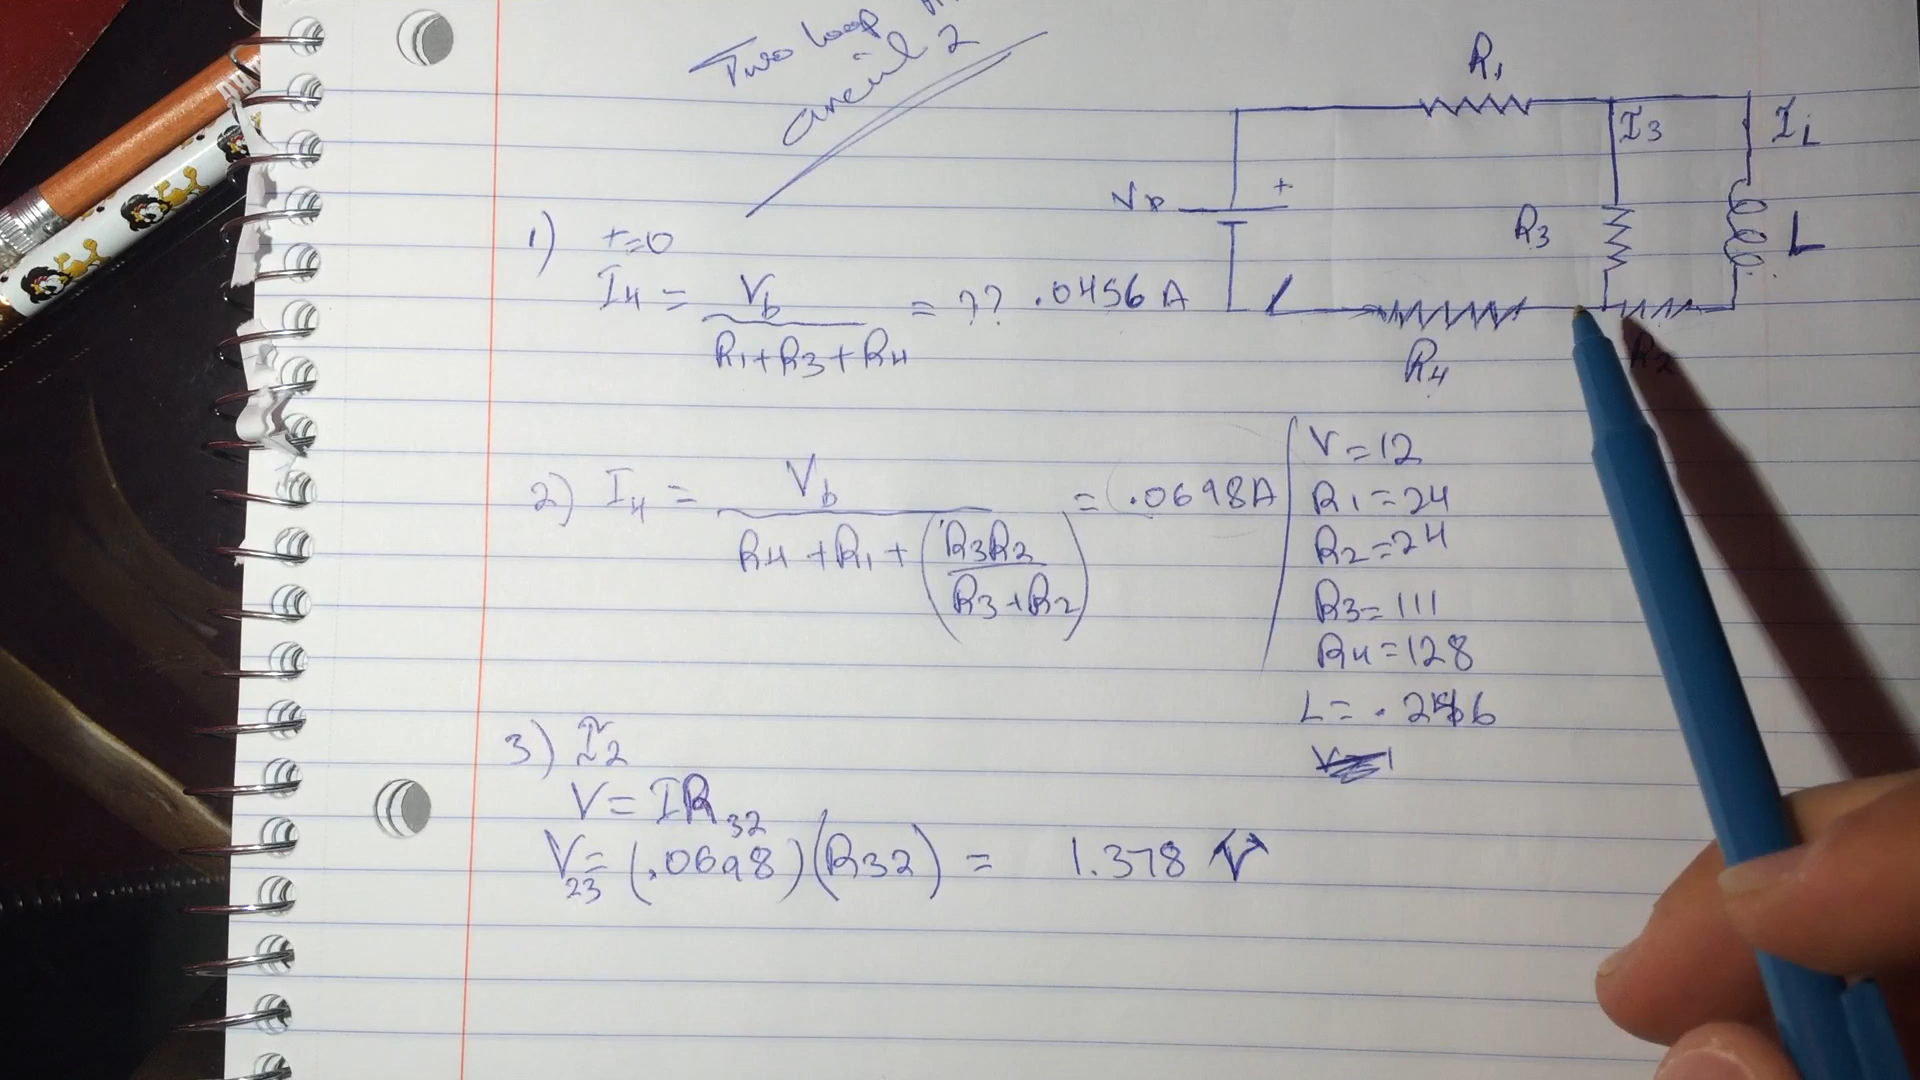 Two loop
circuit 2
R1
I3
IL
Vb
+
R3
L
R4
R2
1) t=0
I4 = Vb / R1+R3+R4 = ?? .0456 A
2) I4 = Vb / R4+R1+(R3R2 / R3+R2) = .0698A
V=12
R1=24
R2=24
R3=111
R4=128
3) I2
V=IR32
V23=(.0698)(R32) = 1.378 V